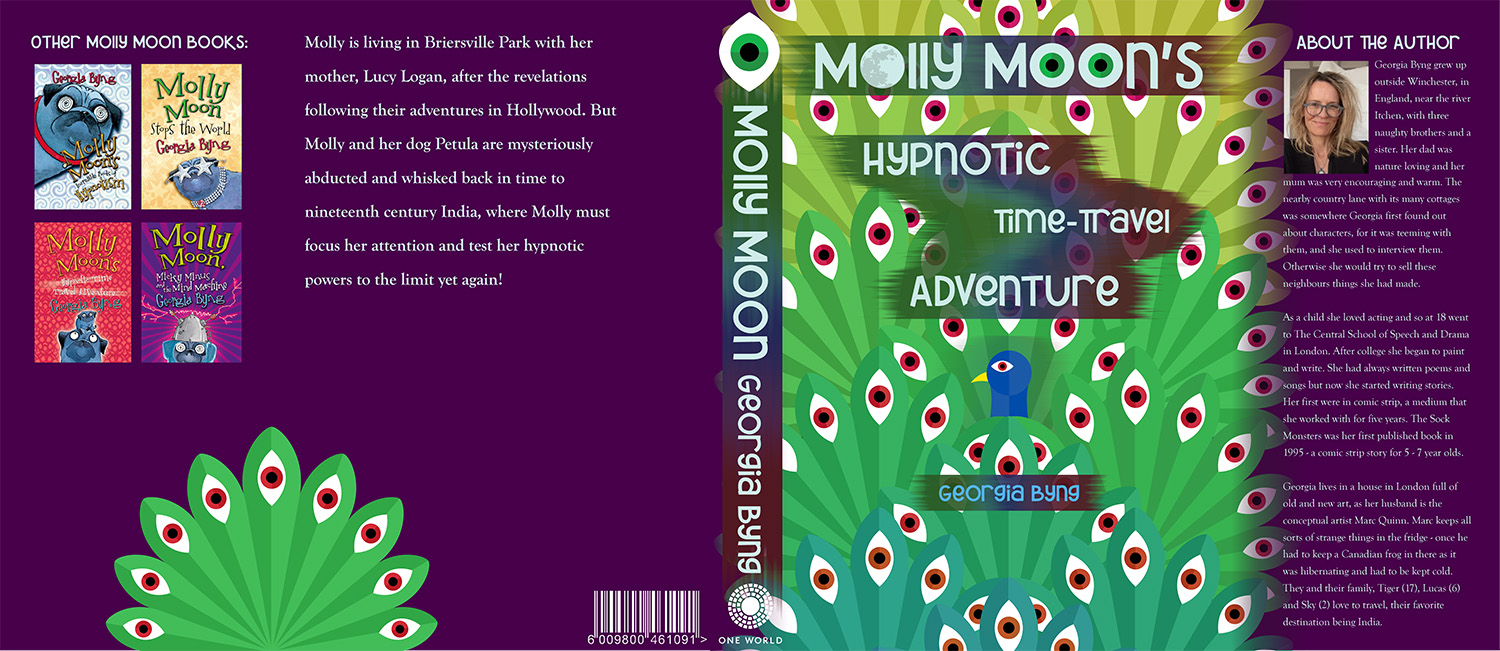 Other Molly Moon Books:
Georgia Byng
Molly
Moon's
Hypnotism
Molly
Moon
Stops the World
Georgia Byng
Molly
Moon's
Georgia Byng
Molly
Moon,
Micky Minus
and the Mind Machine
Georgia Byng
Molly is living in Briersville Park with her
mother, Lucy Logan, after the revelations
following their adventures in Hollywood. But
Molly and her dog Petula are mysteriously
abducted and whisked back in time to
nineteenth century India, where Molly must
focus her attention and test her hypnotic
powers to the limit yet again!
6 009800 461091 >
Molly Moon Georgia Byng
ONE WORLD
Molly Moon's
Hypnotic
Time-Travel
Adventure
Georgia Byng
About the Author
Georgia Byng grew up
outside Winchester, in
England, near the river
Itchen, with three
naughty brothers and a
sister. Her dad was
nature loving and her
mum was very encouraging and warm. The
nearby country lane with its many cottages
was somewhere Georgia first found out
about characters, for it was teeming with
them, and she used to interview them.
Otherwise she would try to sell these
neighbours things she had made.
As a child she loved acting and so at 18 went
to The Central School of Speech and Drama
in London. After college she began to paint
and write. She had always written poems and
songs but now she started writing stories.
Her first were in comic strip, a medium that
she worked with for five years. The Sock
Monsters was her first published book in
1995 - a comic strip story for 5 - 7 year olds.
Georgia lives in a house in London full of
old and new art, as her husband is the
conceptual artist Marc Quinn. Marc keeps all
sorts of strange things in the fridge - once he
had to keep a Canadian frog in there as it
was hibernating and had to be kept cold.
They and their family, Tiger (17), Lucas (6)
and Sky (2) love to travel, their favorite
destination being India.